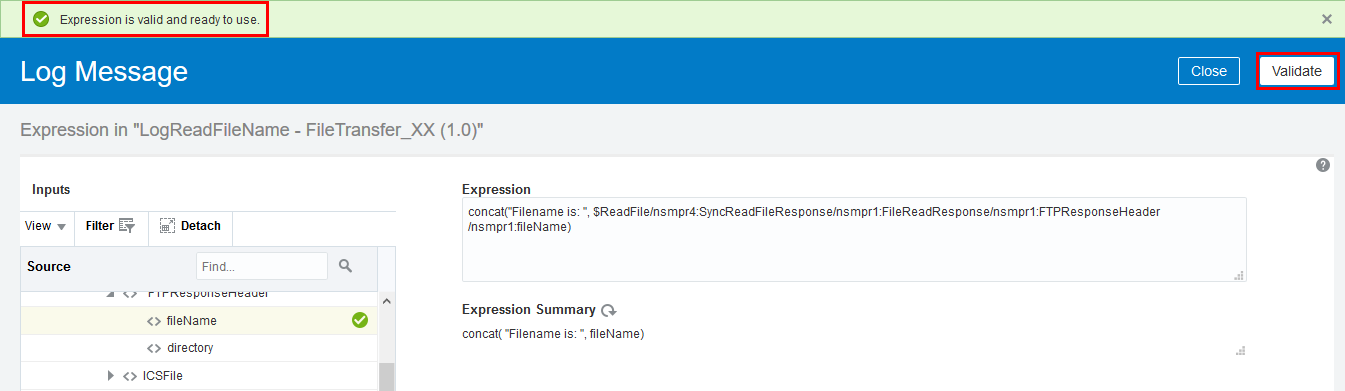 Expression is valid and ready to use.
Log Message
Close
Validate
Expression in "LogReadFileName - FileTransfer_XX (1.0)"
Inputs
View
Filter
Detach
Source
Find...
FTPResponseHeader
fileName
directory
ICSFile
Expression
concat("Filename is: ", $ReadFile/nsmpr4:SyncReadFileResponse/nsmpr1:FileReadResponse/nsmpr1:FTPResponseHeader
/nsmpr1:fileName)
Expression Summary
concat( "Filename is: ", fileName)